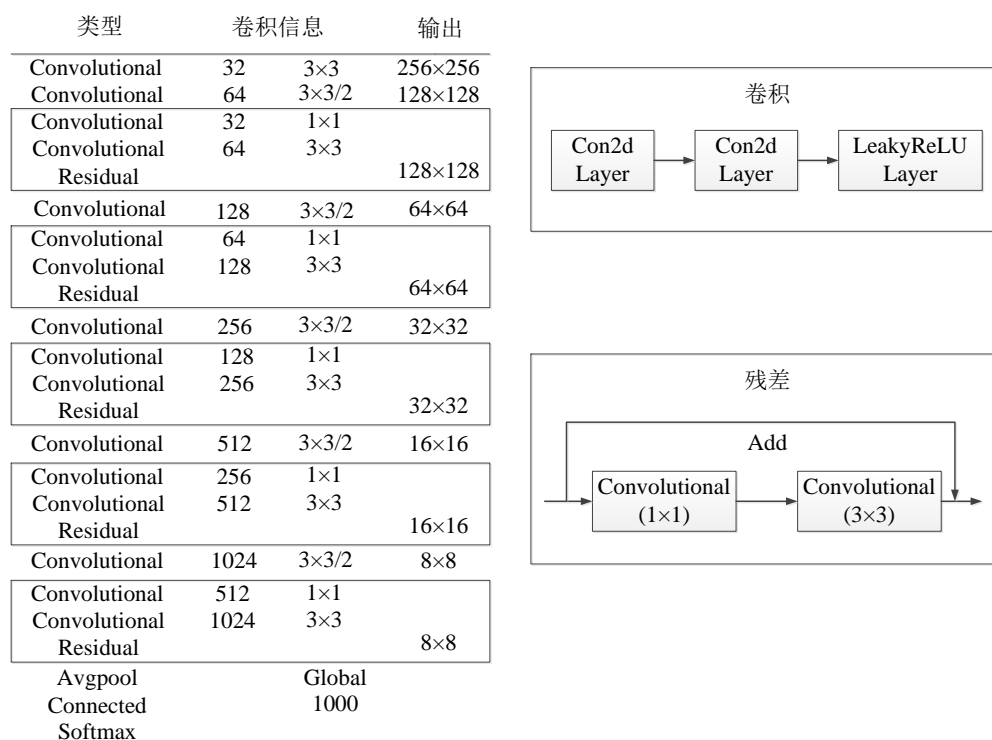 类型 卷积信息 输出
Convolutional 32 3×3 256×256
Convolutional 64 3×3/2 128×128
Convolutional 32 1×1
Convolutional 64 3×3
Residual 128×128
Convolutional 128 3×3/2 64×64
Convolutional 64 1×1
Convolutional 128 3×3
Residual 64×64
Convolutional 256 3×3/2 32×32
Convolutional 128 1×1
Convolutional 256 3×3
Residual 32×32
Convolutional 512 3×3/2 16×16
Convolutional 256 1×1
Convolutional 512 3×3
Residual 16×16
Convolutional 1024 3×3/2 8×8
Convolutional 512 1×1
Convolutional 1024 3×3
Residual 8×8
Avgpool Global
Connected 1000
Softmax
卷积
Con2d Layer
Con2d Layer
LeakyReLU Layer
残差
Add
Convolutional (1×1)
Convolutional (3×3)